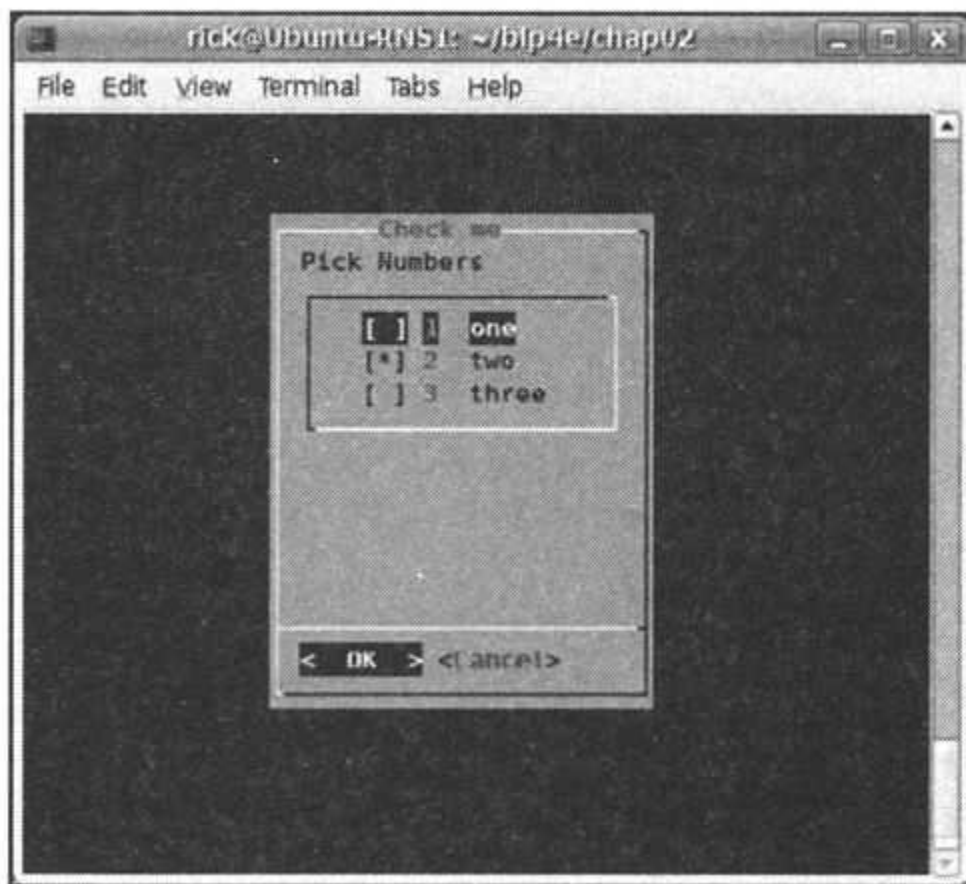 rick@Ubuntu-RNS1: ~/blp4e/chap02
File Edit View Terminal Tabs Help
Check me
Pick Numbers
[ ] 1 one
[*] 2 two
[ ] 3 three
< OK > <Cancel>